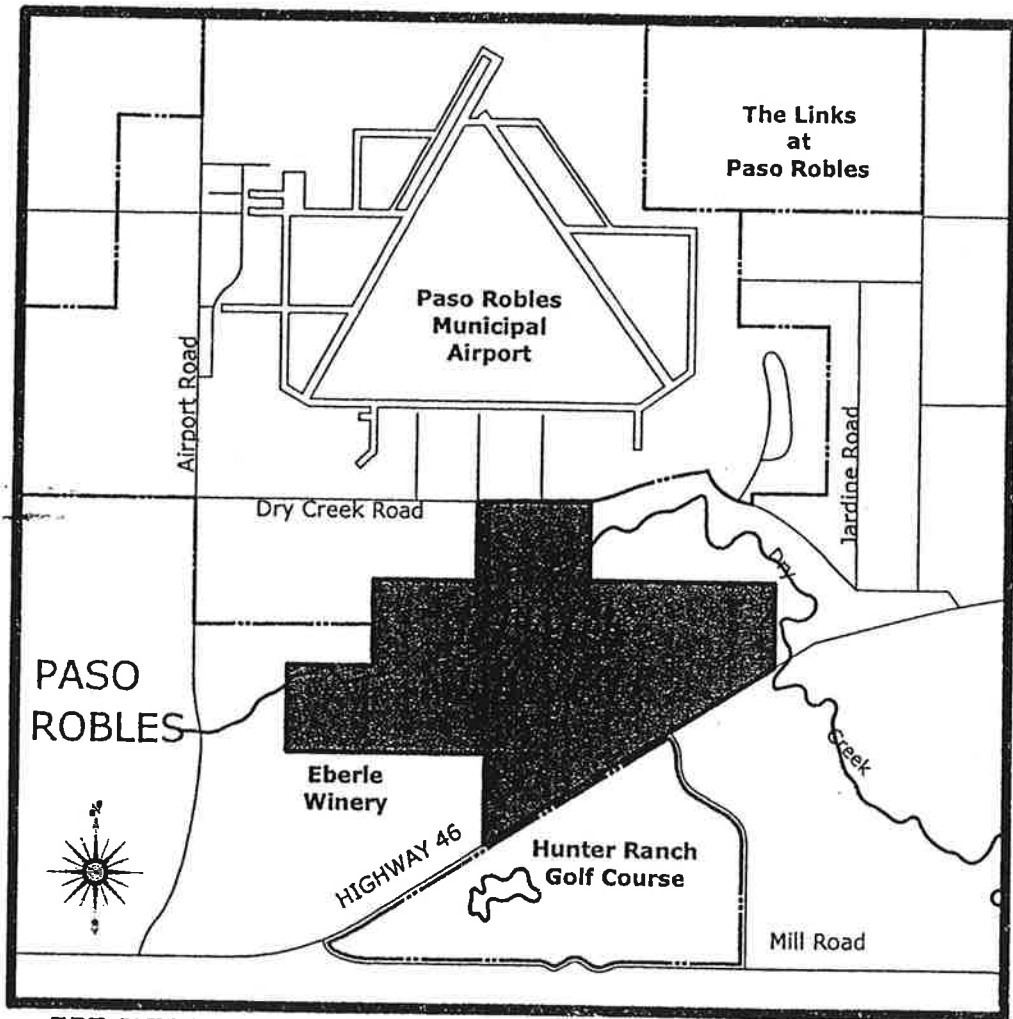 The Links
at
Paso Robles
Paso Robles
Municipal
Airport
Airport Road
Jardine Road
Dry Creek Road
Dry
Creek
PASO
ROBLES
Eberle
Winery
HIGHWAY 46
Hunter Ranch
Golf Course
Mill Road